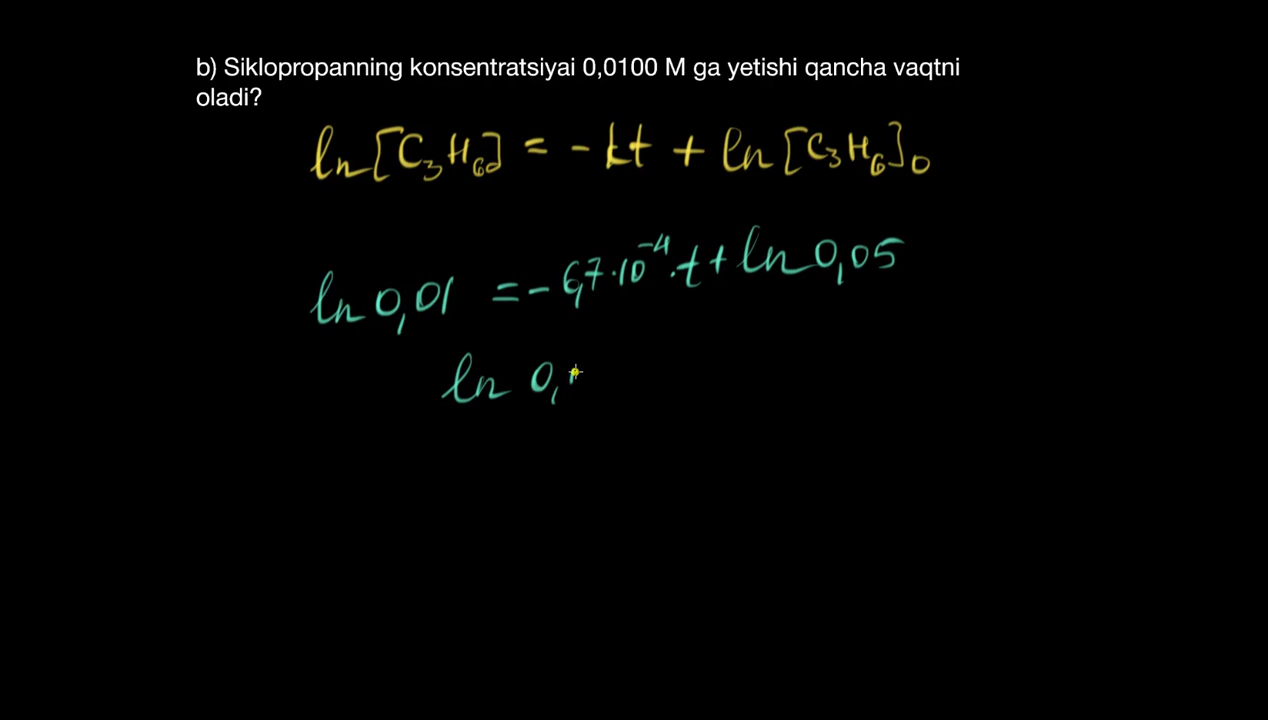 b) Siklopropanning konsentratsiyai 0,0100 M ga yetishi qancha vaqtni
oladi?
ln[C₃H₆] = - kt + ln[C₃H₆]₀
ln 0,01 = - 6,7·10⁻⁴·t + ln 0,05
ln 0,